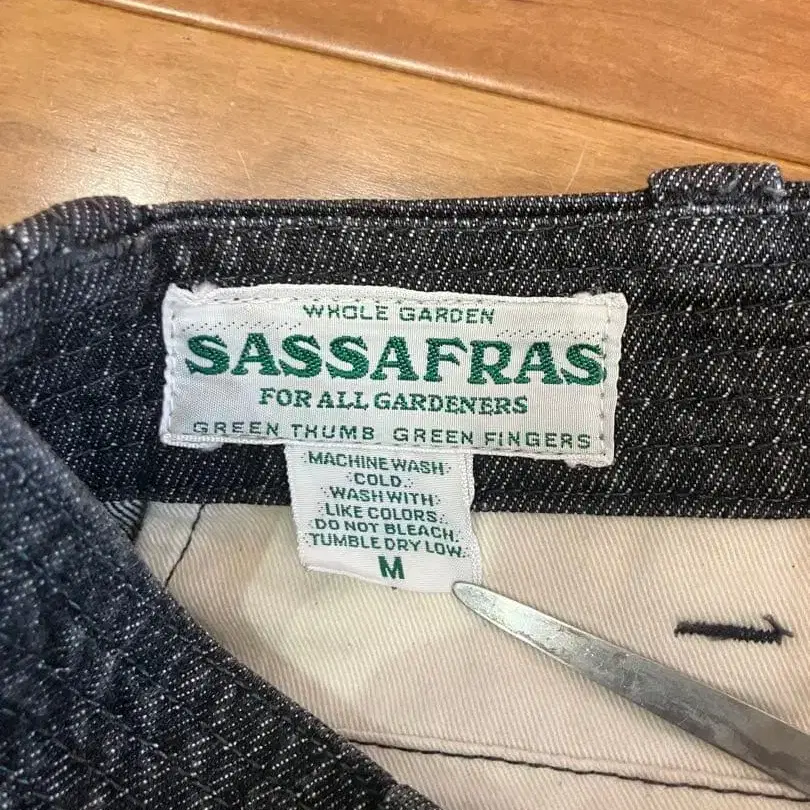 WHOLE GARDEN
SASSAFRAS
FOR ALL GARDENERS
GREEN THUMB GREEN FINGERS
MACHINE WASH
COLD.
WASH WITH
LIKE COLORS.
DO NOT BLEACH.
TUMBLE DRY LOW.
M